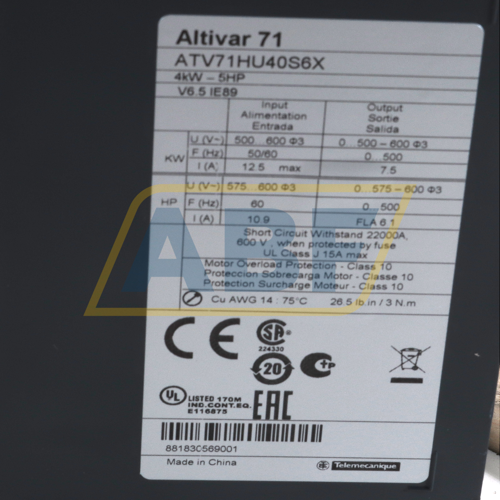 Altivar 71
ATV71HU40S6X
4kW – 5HP
V6.5 IE89
Input Output
Alimentation Sortie
Entrada Salida
KW
U (V~) 500...600 Φ3 0...500 – 600 Φ3
F (Hz) 50/60 0...500
I (A) 12.5 max 7.5
HP
U (V~) 575...600 Φ3 0...575 – 600 Φ3
F (Hz) 60 0...500
I (A) 10.9 FLA 6.1
Short Circuit Withstand 22000A,
600 V, when protected by fuse
UL Class J 15A max
Motor Overload Protection - Class 10
Proteccion Sobrecarga Motor - Classe 10
Protection Surcharge Moteur - Class 10
Cu AWG 14 : 75°C 26.5 lb.in / 3 N.m
CE
SA
224330
20
UL LISTED 170M
IND.CONT.EQ.
E116875
EAC
881830569001
Made in China
Telemecanique